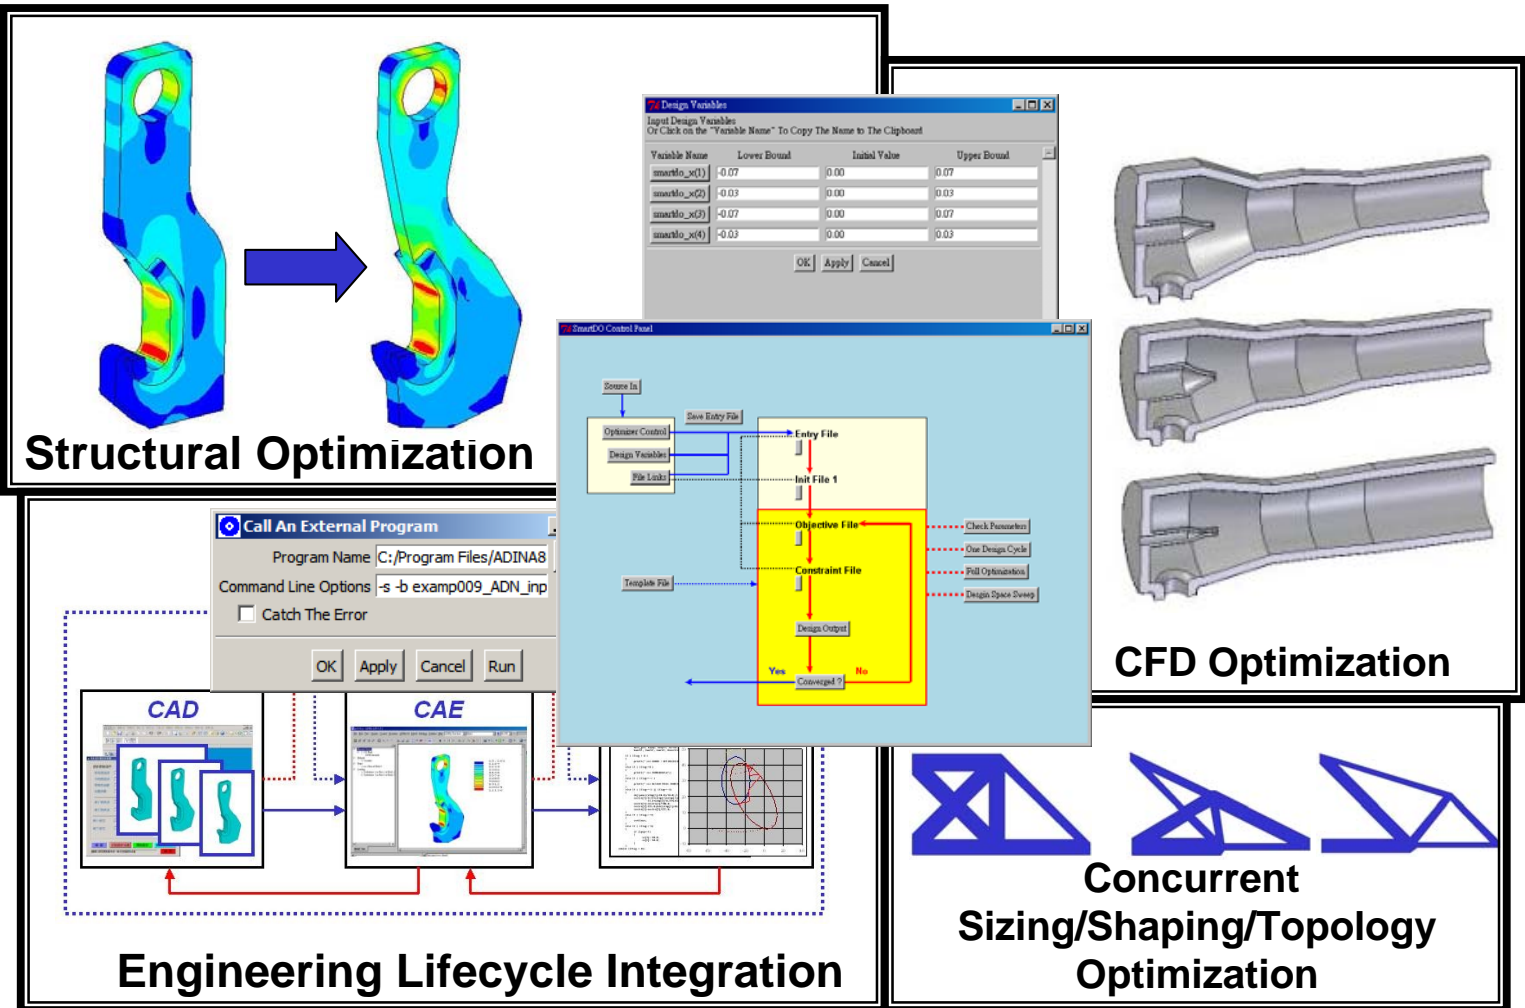 Structural Optimization
Design Variables
Input Design Variables
Or Click on the "Variable Name" To Copy The Name to The Clipboard
Variable Name Lower Bound Initial Value Upper Bound
smartdo_x(1) -0.07 0.00 0.07
smartdo_x(2) -0.03 0.00 0.03
smartdo_x(3) -0.07 0.00 0.07
smartdo_x(4) -0.03 0.00 0.03
OK Apply Cancel
SmartDO Control Panel
Source In
Save Entry File
Optimizer Control
Design Variables
File Links
Entry File
Init File 1
Objective File
Constraint File
Template File
Design Output
Converged ?
Yes
No
Check Parameters
One Design Cycle
Full Optimization
Desgin Space Sweep
CFD Optimization
Call An External Program
Program Name C:/Program Files/ADINA8
Command Line Options -s -b examp009_ADN_inp
Catch The Error
OK Apply Cancel Run
CAD
CAE
Engineering Lifecycle Integration
Concurrent
Sizing/Shaping/Topology
Optimization